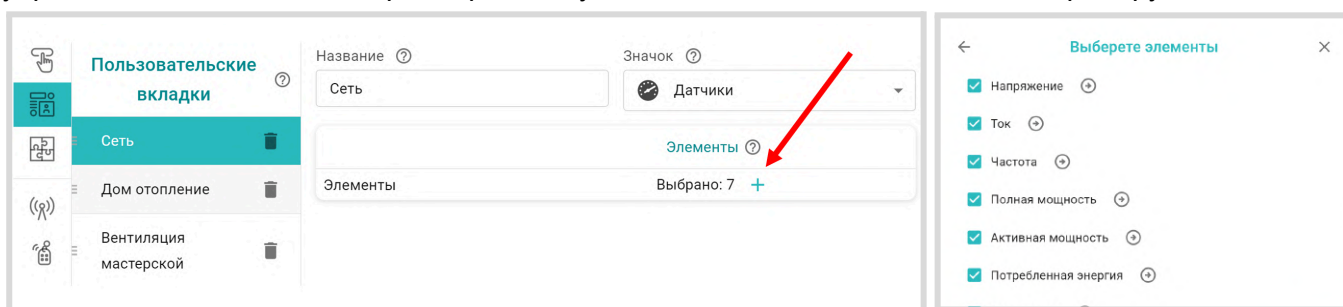 Пользовательские
вкладки
Сеть
Дом отопление
Вентиляция
мастерской
Название
Сеть
Значок
Датчики
Элементы
Элементы
Выбрано: 7 +
Выберете элементы
Напряжение
Ток
Частота
Полная мощность
Активная мощность
Потребленная энергия